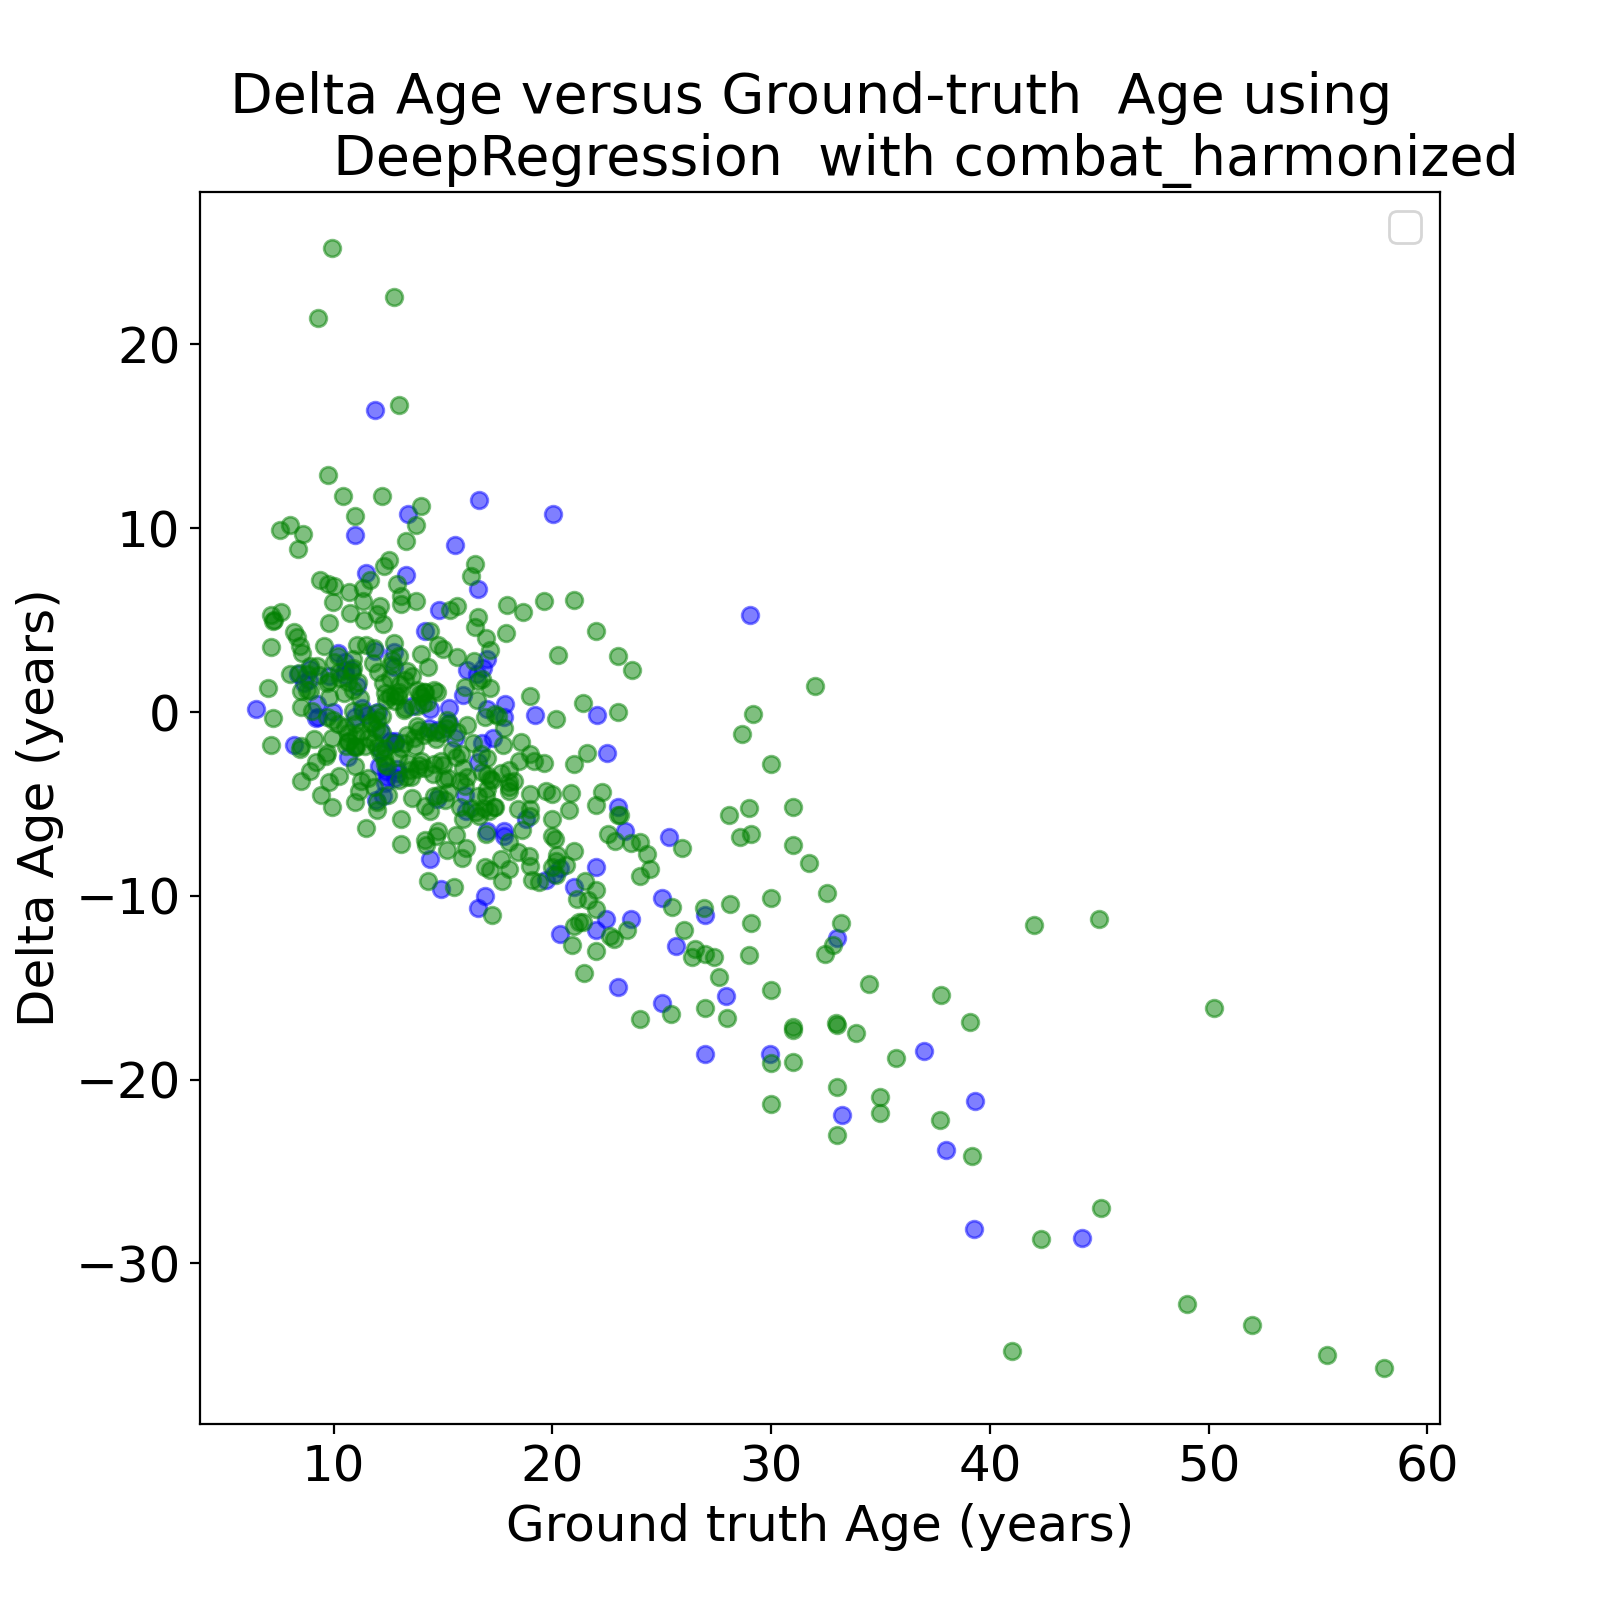 Delta Age versus Ground-truth  Age using
DeepRegression  with combat_harmonized
20
10
0
−10
−20
−30
Delta Age (years)
10 20 30 40 50 60
Ground truth Age (years)